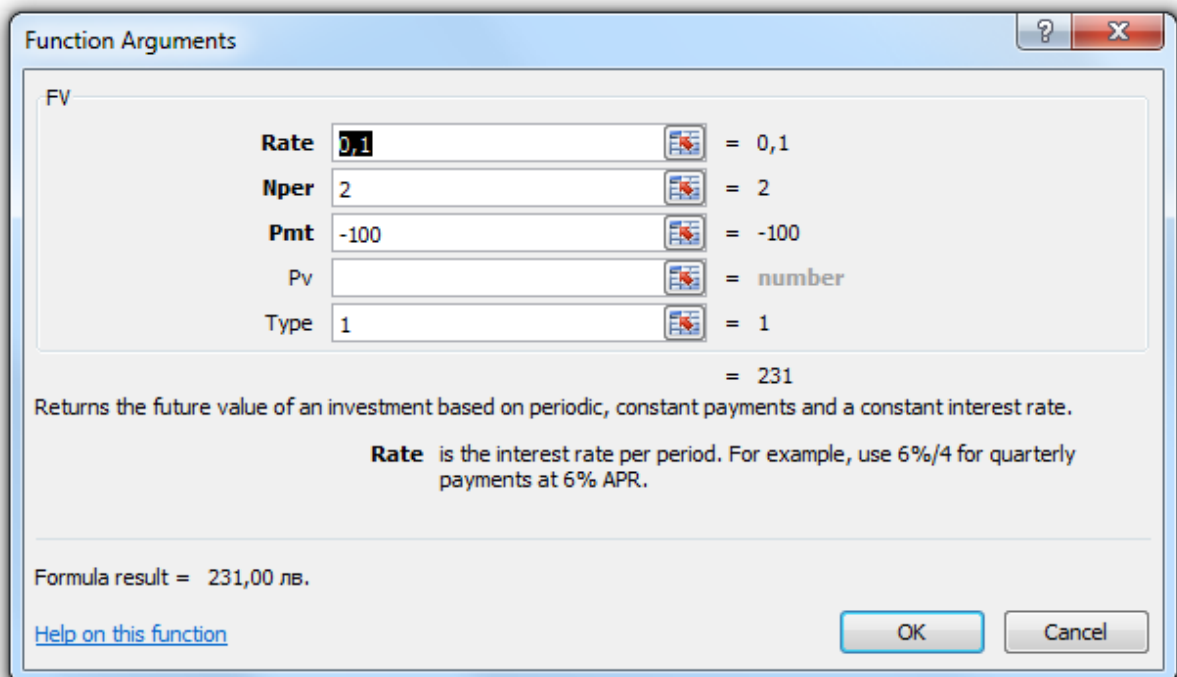 Function Arguments
FV
Rate 0,1 = 0,1
Nper 2 = 2
Pmt -100 = -100
Pv = number
Type 1 = 1
= 231
Returns the future value of an investment based on periodic, constant payments and a constant interest rate.
Rate is the interest rate per period. For example, use 6%/4 for quarterly
payments at 6% APR.
Formula result = 231,00 лв.
Help on this function OK Cancel